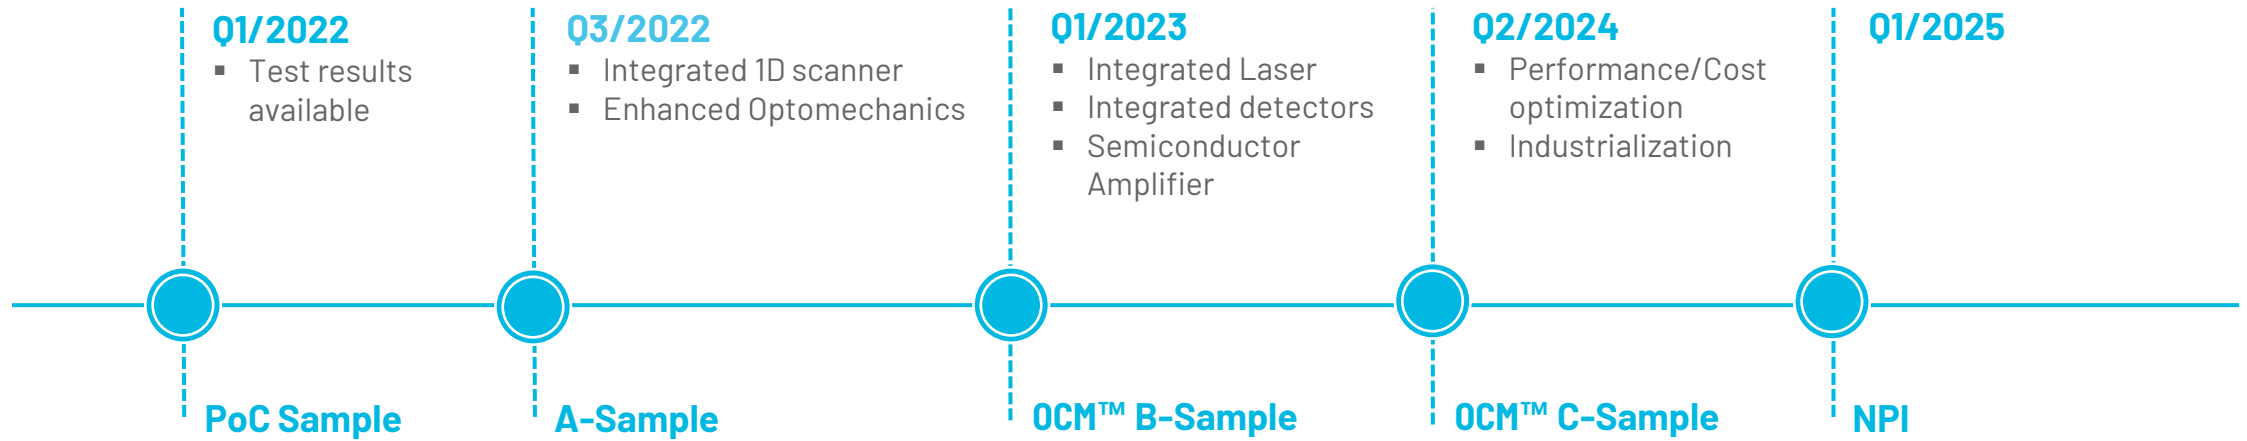 Q1/2022
▪ Test results
available
Q3/2022
▪ Integrated 1D scanner
▪ Enhanced Optomechanics
Q1/2023
▪ Integrated Laser
▪ Integrated detectors
▪ Semiconductor
Amplifier
Q2/2024
▪ Performance/Cost
optimization
▪ Industrialization
Q1/2025
PoC Sample
A-Sample
OCM™ B-Sample
OCM™ C-Sample
NPI